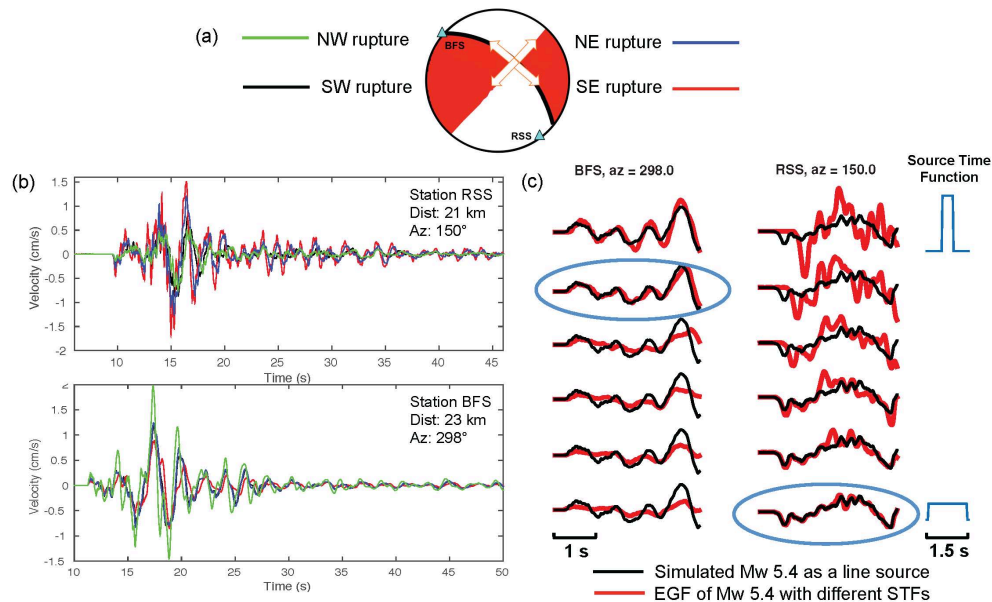 (a)
NW rupture
SW rupture
BFS
RSS
NE rupture
SE rupture
(b)
1.5
1
0.5
0
-0.5
-1
-1.5
-2
Velocity (cm/s)
Station RSS
Dist: 21 km
Az: 150°
10 15 20 25 30 35 40 45
Time (s)
2
1.5
1
0.5
0
-0.5
-1
-1.5
Velocity (cm/s)
Station BFS
Dist: 23 km
Az: 298°
10 15 20 25 30 35 40 45 50
Time (s)
(c)
BFS, az = 298.0
RSS, az = 150.0
Source Time
Function
1 s
1.5 s
Simulated Mw 5.4 as a line source
EGF of Mw 5.4 with different STFs